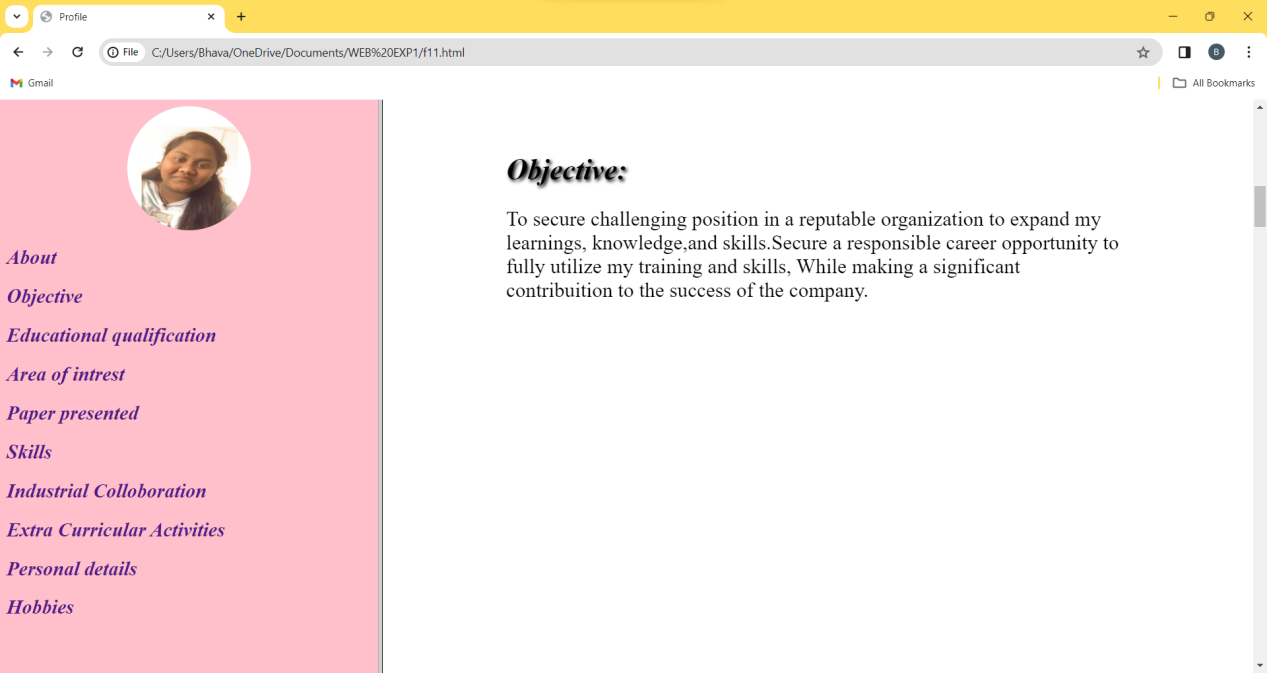 Profile
File
C:/Users/Bhava/OneDrive/Documents/WEB%20EXP1/f11.html
B
Gmail
All Bookmarks
About
Objective
Educational qualification
Area of intrest
Paper presented
Skills
Industrial Colloboration
Extra Curricular Activities
Personal details
Hobbies
Objective:
To secure challenging position in a reputable organization to expand my
learnings, knowledge,and skills.Secure a responsible career opportunity to
fully utilize my training and skills, While making a significant
contribuition to the success of the company.